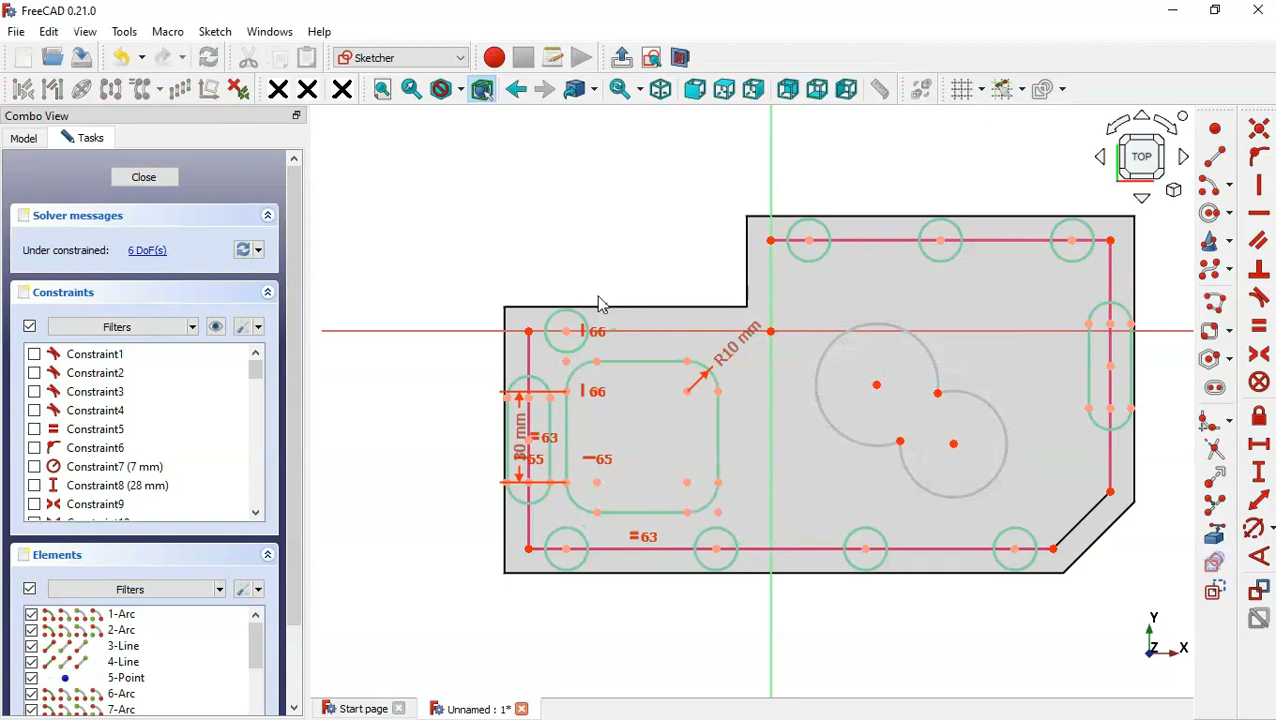 FreeCAD 0.21.0
File Edit View Tools Macro Sketch Windows Help
Sketcher
Combo View
Model Tasks
Close
Solver messages
Under constrained: 6 DoF(s)
Constraints
Filters
Constraint1
Constraint2
Constraint3
Constraint4
Constraint5
Constraint6
Constraint7 (7 mm)
Constraint8 (28 mm)
Constraint9
Elements
Filters
1-Arc
2-Arc
3-Line
4-Line
5-Point
6-Arc
7-Arc
TOP
66
R10 mm
66
30 mm
63
65
65
63
Y
Z X
Start page
Unnamed : 1*